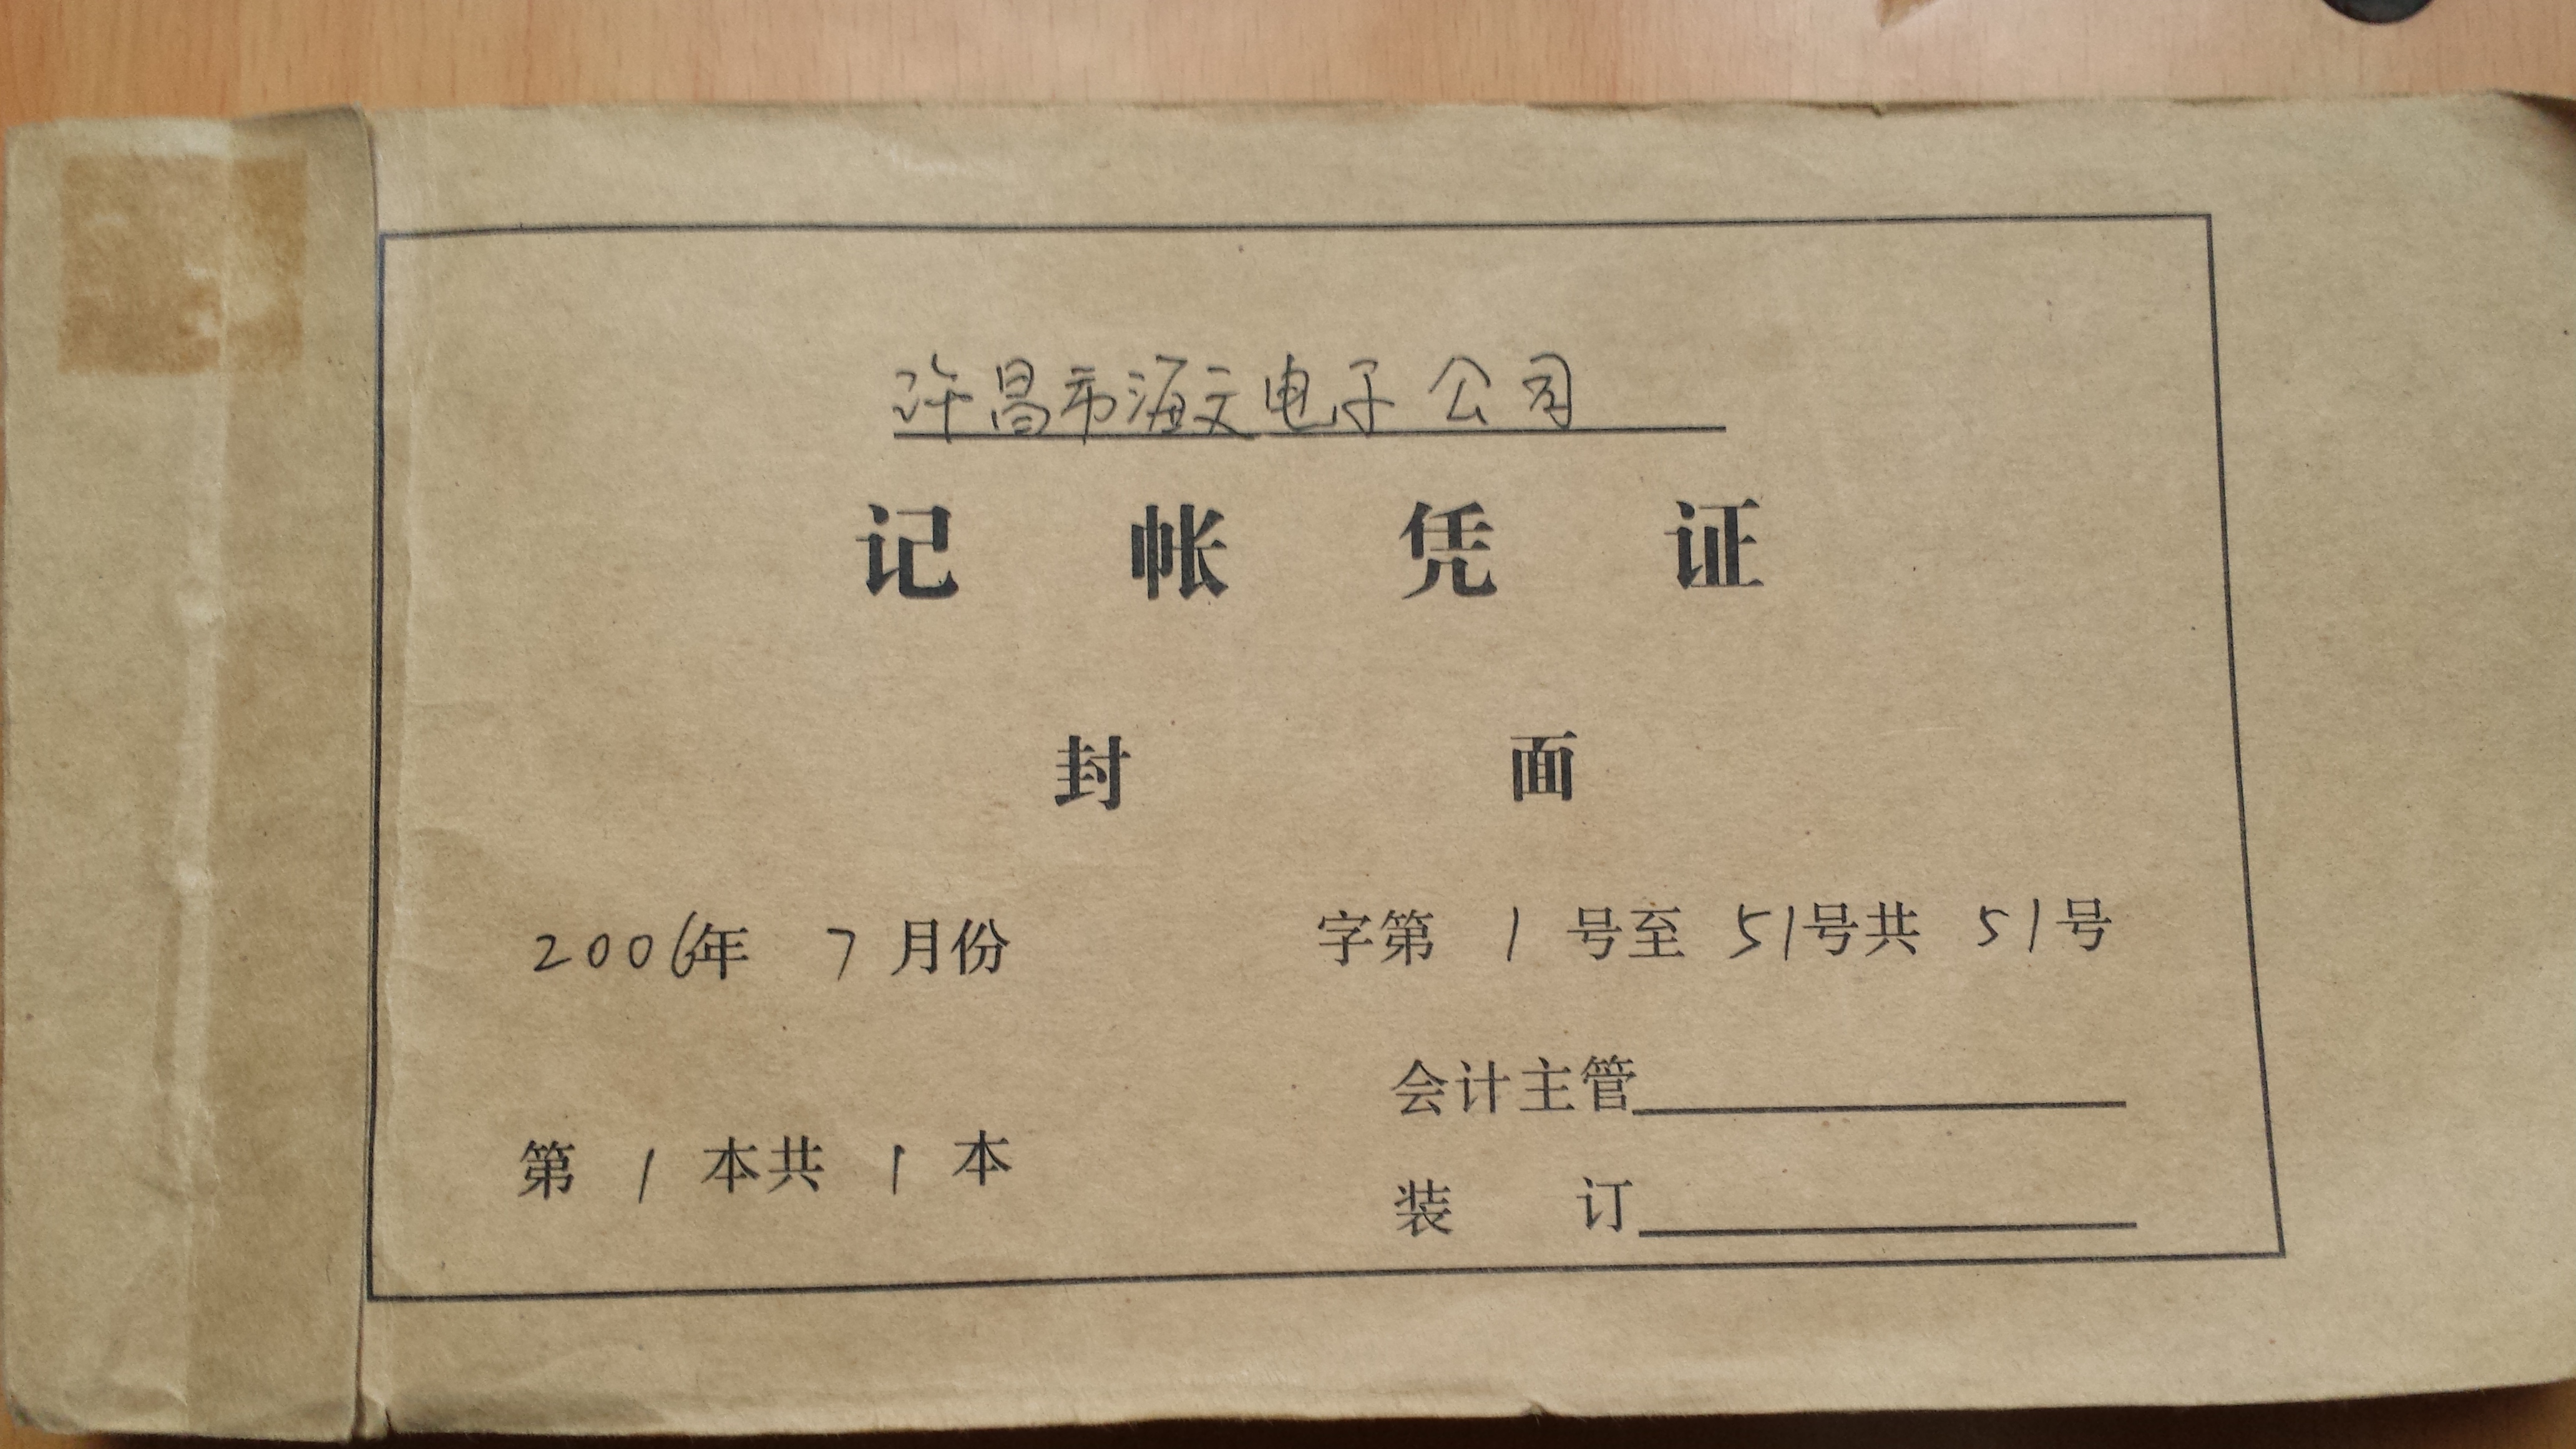 许昌市海文电子公司
记帐凭证
封面
2006年 7 月份 字第 1 号至 51号共 51号
会计主管
第 1 本共 1 本
装订